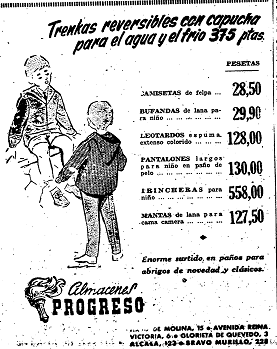 Trenkas reversibles con capucha
para el agua y el frio 375 ptas.
PESETAS
CAMISETAS de felpa ... 28,50
BUFANDAS de lana para niño ... ... ... ... 29,90
LEOTARDOS espuma, extenso colorido ... ... 128,00
PANTALONES largos para niño en paño de pelo ... ... ... ... 130,00
TRINCHERAS para niño ... ... ... ... 558,00
MANTAS de lana para cama camera ... ... 127,50
Enorme surtido, en paños para
abrigos de novedad y clásicos.
Almacenes
PROGRESO
DE MOLINA, 15 • AVENIDA REINA
VICTORIA, 6 • GLORIETA DE QUEVEDO, 3
ALCALA, 123 • BRAVO MURILLO, 228